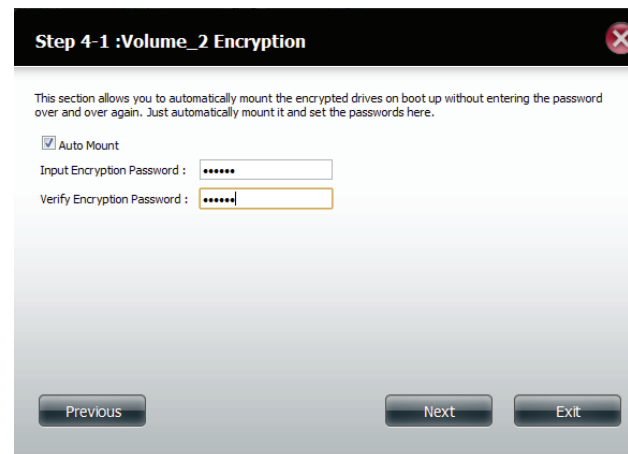 Step 4-1 :Volume_2 Encryption
This section allows you to automatically mount the encrypted drives on boot up without entering the password
over and over again. Just automatically mount it and set the passwords here.
Auto Mount
Input Encryption Password : ••••••
Verify Encryption Password : ••••••
Previous Next Exit